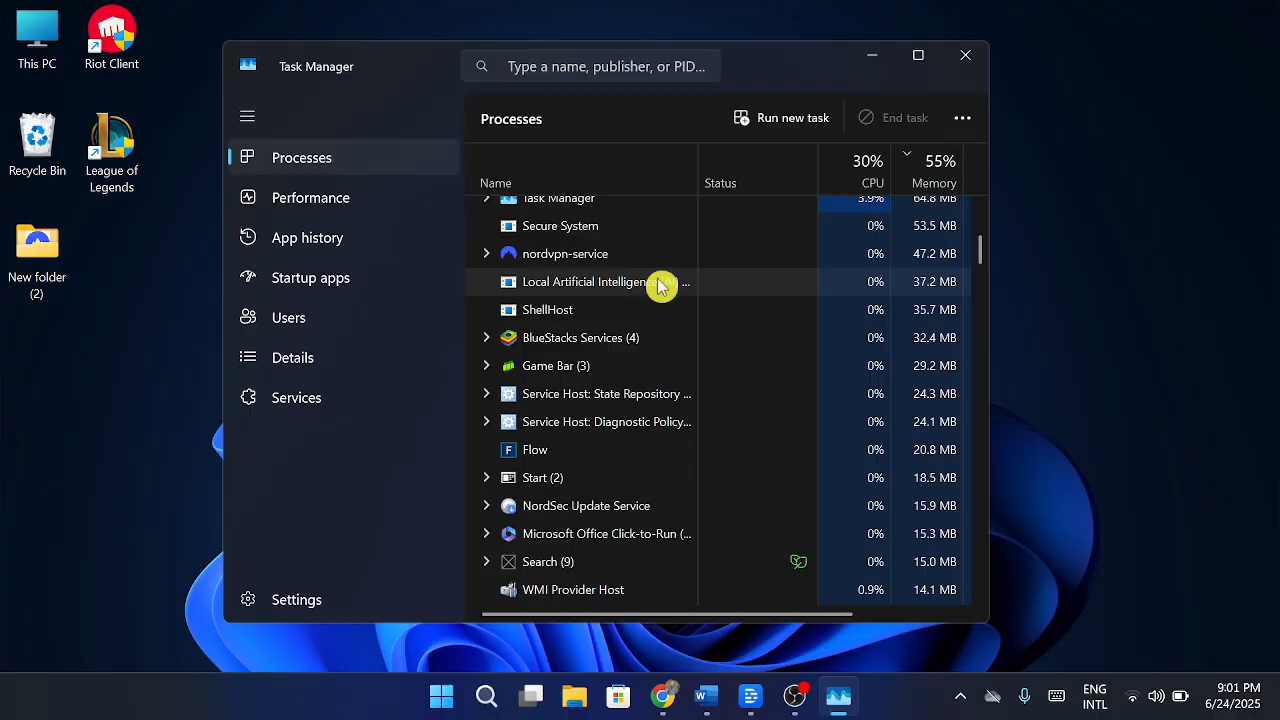 This PC
Riot Client
Recycle Bin
League of
Legends
New folder
(2)
Task Manager
Type a name, publisher, or PID...
Processes
Performance
App history
Startup apps
Users
Details
Services
Settings
Processes
Run new task
End task
30%
55%
Name
Status
CPU
Memory
Task Manager 3.9% 64.8 MB
Secure System 0% 53.5 MB
nordvpn-service 0% 47.2 MB
Local Artificial Intelligence ... 0% 37.2 MB
ShellHost 0% 35.7 MB
BlueStacks Services (4) 0% 32.4 MB
Game Bar (3) 0% 29.2 MB
Service Host: State Repository ... 0% 24.3 MB
Service Host: Diagnostic Policy... 0% 24.1 MB
Flow 0% 20.8 MB
Start (2) 0% 18.5 MB
NordSec Update Service 0% 15.9 MB
Microsoft Office Click-to-Run (... 0% 15.3 MB
Search (9) 0% 15.0 MB
WMI Provider Host 0.9% 14.1 MB
ENG
INTL
9:01 PM
6/24/2025